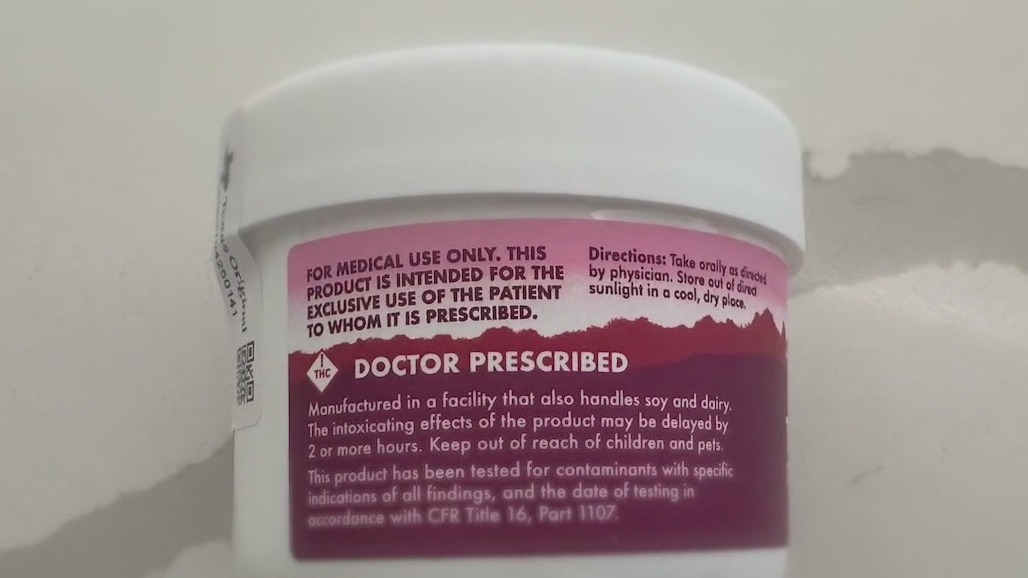 FOR MEDICAL USE ONLY. THIS
PRODUCT IS INTENDED FOR THE
EXCLUSIVE USE OF THE PATIENT
TO WHOM IT IS PRESCRIBED.
Directions: Take orally as directed
by physician. Store out of direct
sunlight in a cool, dry place.
!
THC
DOCTOR PRESCRIBED
Manufactured in a facility that also handles soy and dairy.
The intoxicating effects of the product may be delayed by
2 or more hours. Keep out of reach of children and pets.
This product has been tested for contaminants with specific
indications of all findings, and the date of testing in
accordance with CFR Title 16, Part 1107.
Texas Original
4250141